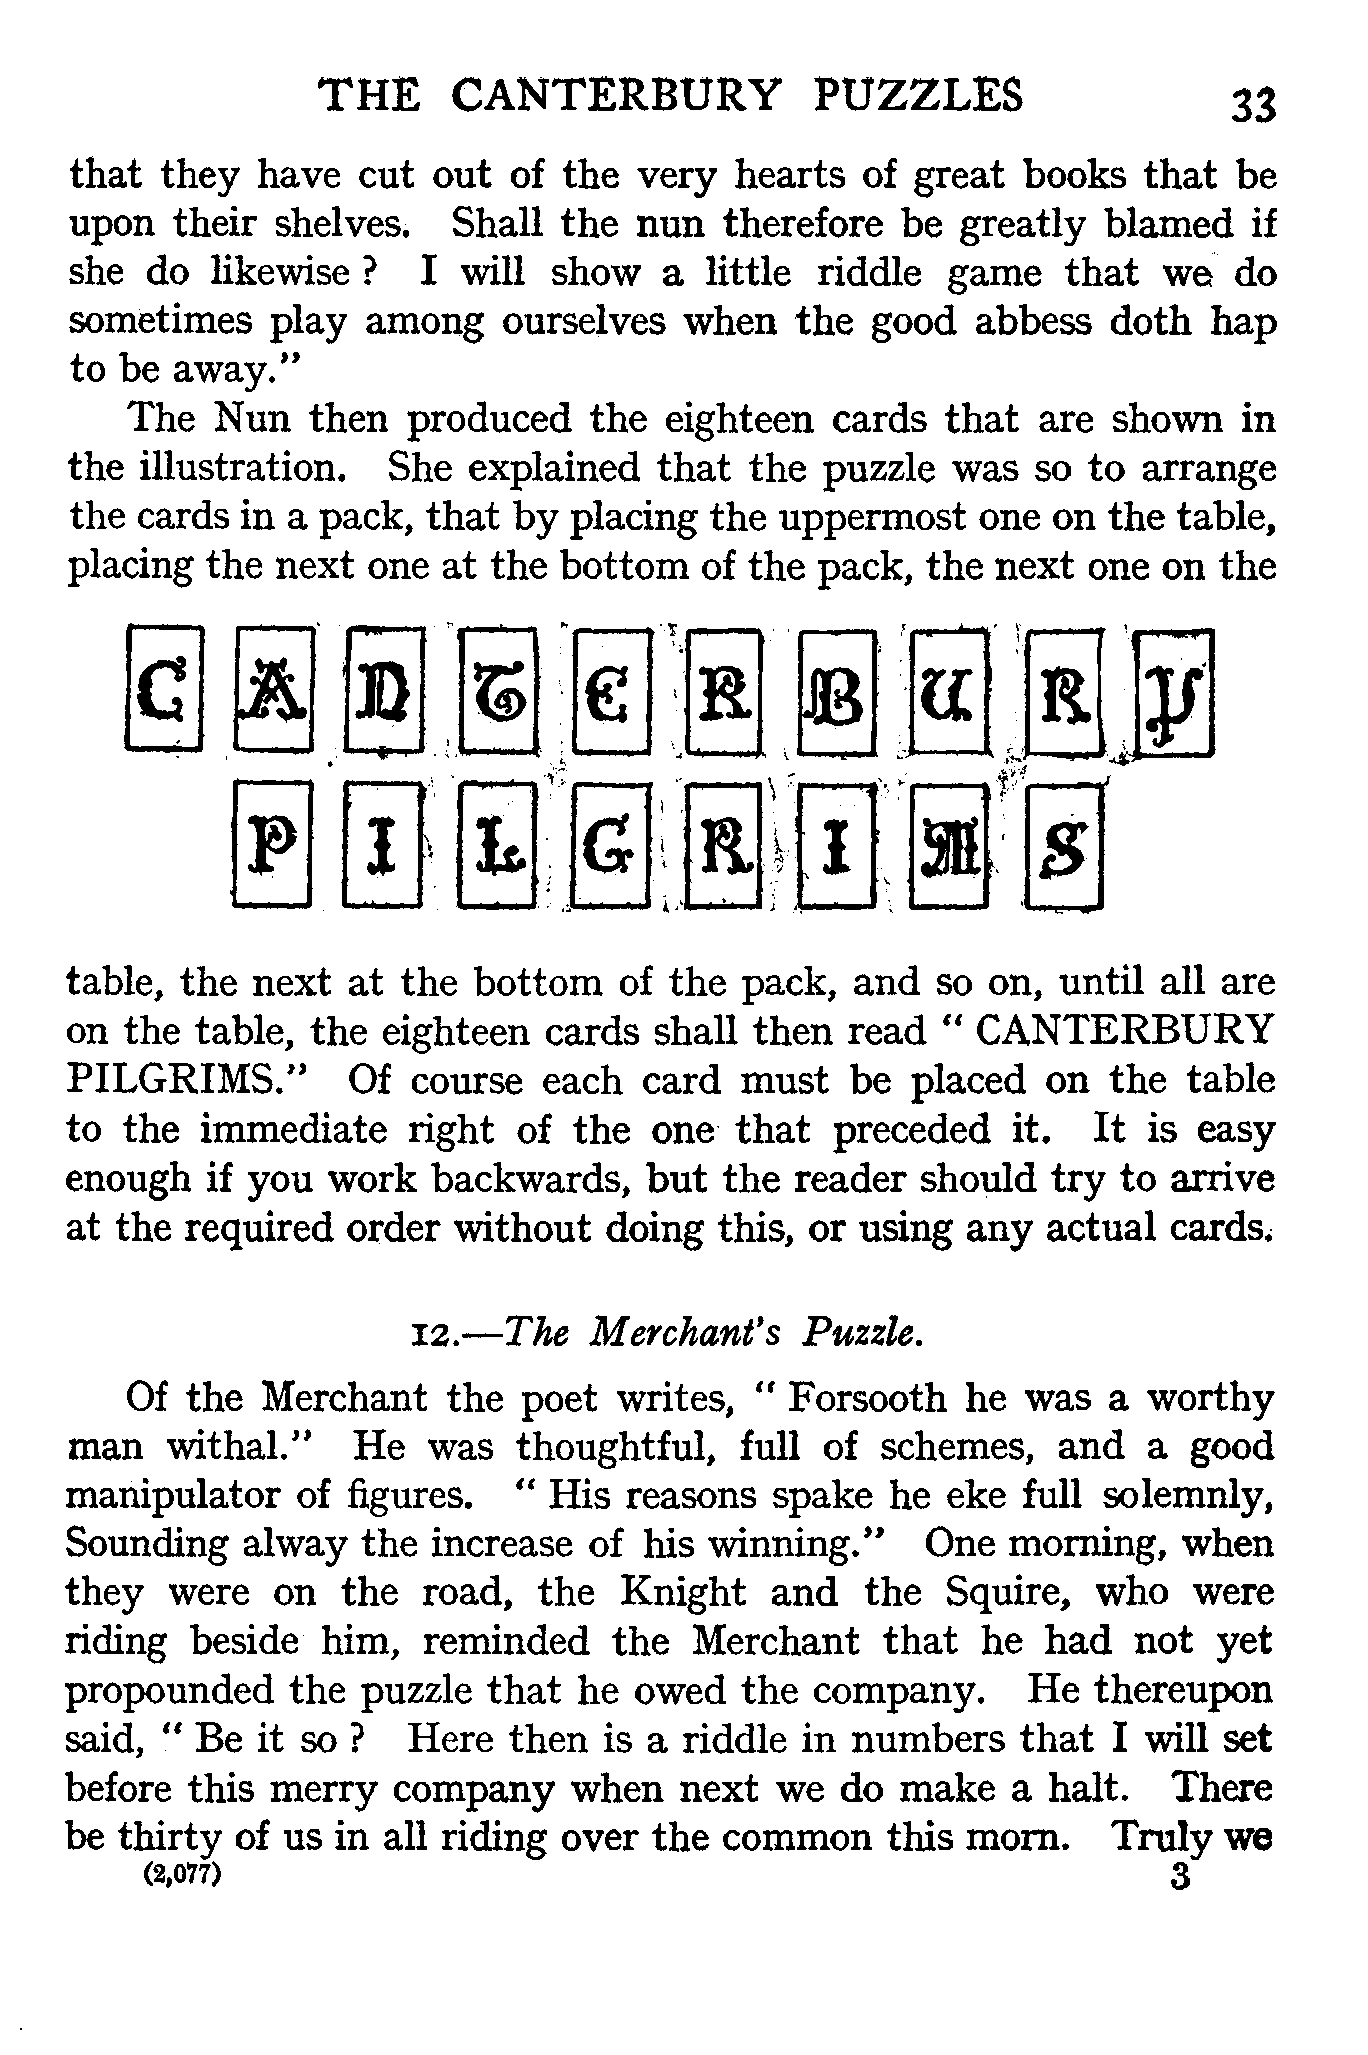 THE CANTERBURY PUZZLES 33
that they have cut out of the very hearts of great books that be
upon their shelves. Shall the nun therefore be greatly blamed if
she do likewise ? I will show a little riddle game that we do
sometimes play among ourselves when the good abbess doth hap
to be away."
The Nun then produced the eighteen cards that are shown in
the illustration. She explained that the puzzle was so to arrange
the cards in a pack, that by placing the uppermost one on the table,
placing the next one at the bottom of the pack, the next one on the
C A N T E R B U R Y
P I L G R I M S
table, the next at the bottom of the pack, and so on, until all are
on the table, the eighteen cards shall then read " CANTERBURY
PILGRIMS." Of course each card must be placed on the table
to the immediate right of the one that preceded it. It is easy
enough if you work backwards, but the reader should try to arrive
at the required order without doing this, or using any actual cards.
12.—The Merchant's Puzzle.
Of the Merchant the poet writes, " Forsooth he was a worthy
man withal." He was thoughtful, full of schemes, and a good
manipulator of figures. " His reasons spake he eke full solemnly,
Sounding alway the increase of his winning." One morning, when
they were on the road, the Knight and the Squire, who were
riding beside him, reminded the Merchant that he had not yet
propounded the puzzle that he owed the company. He thereupon
said, " Be it so ? Here then is a riddle in numbers that I will set
before this merry company when next we do make a halt. There
be thirty of us in all riding over the common this morn. Truly we
(2,077) 3